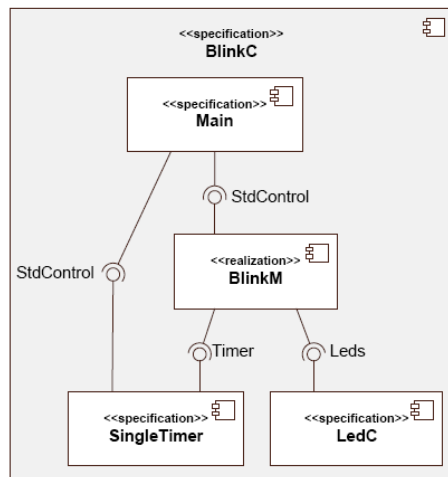 <<specification>>
BlinkC
<<specification>>
Main
StdControl
StdControl
<<realization>>
BlinkM
Timer
Leds
<<specification>>
SingleTimer
<<specification>>
LedC